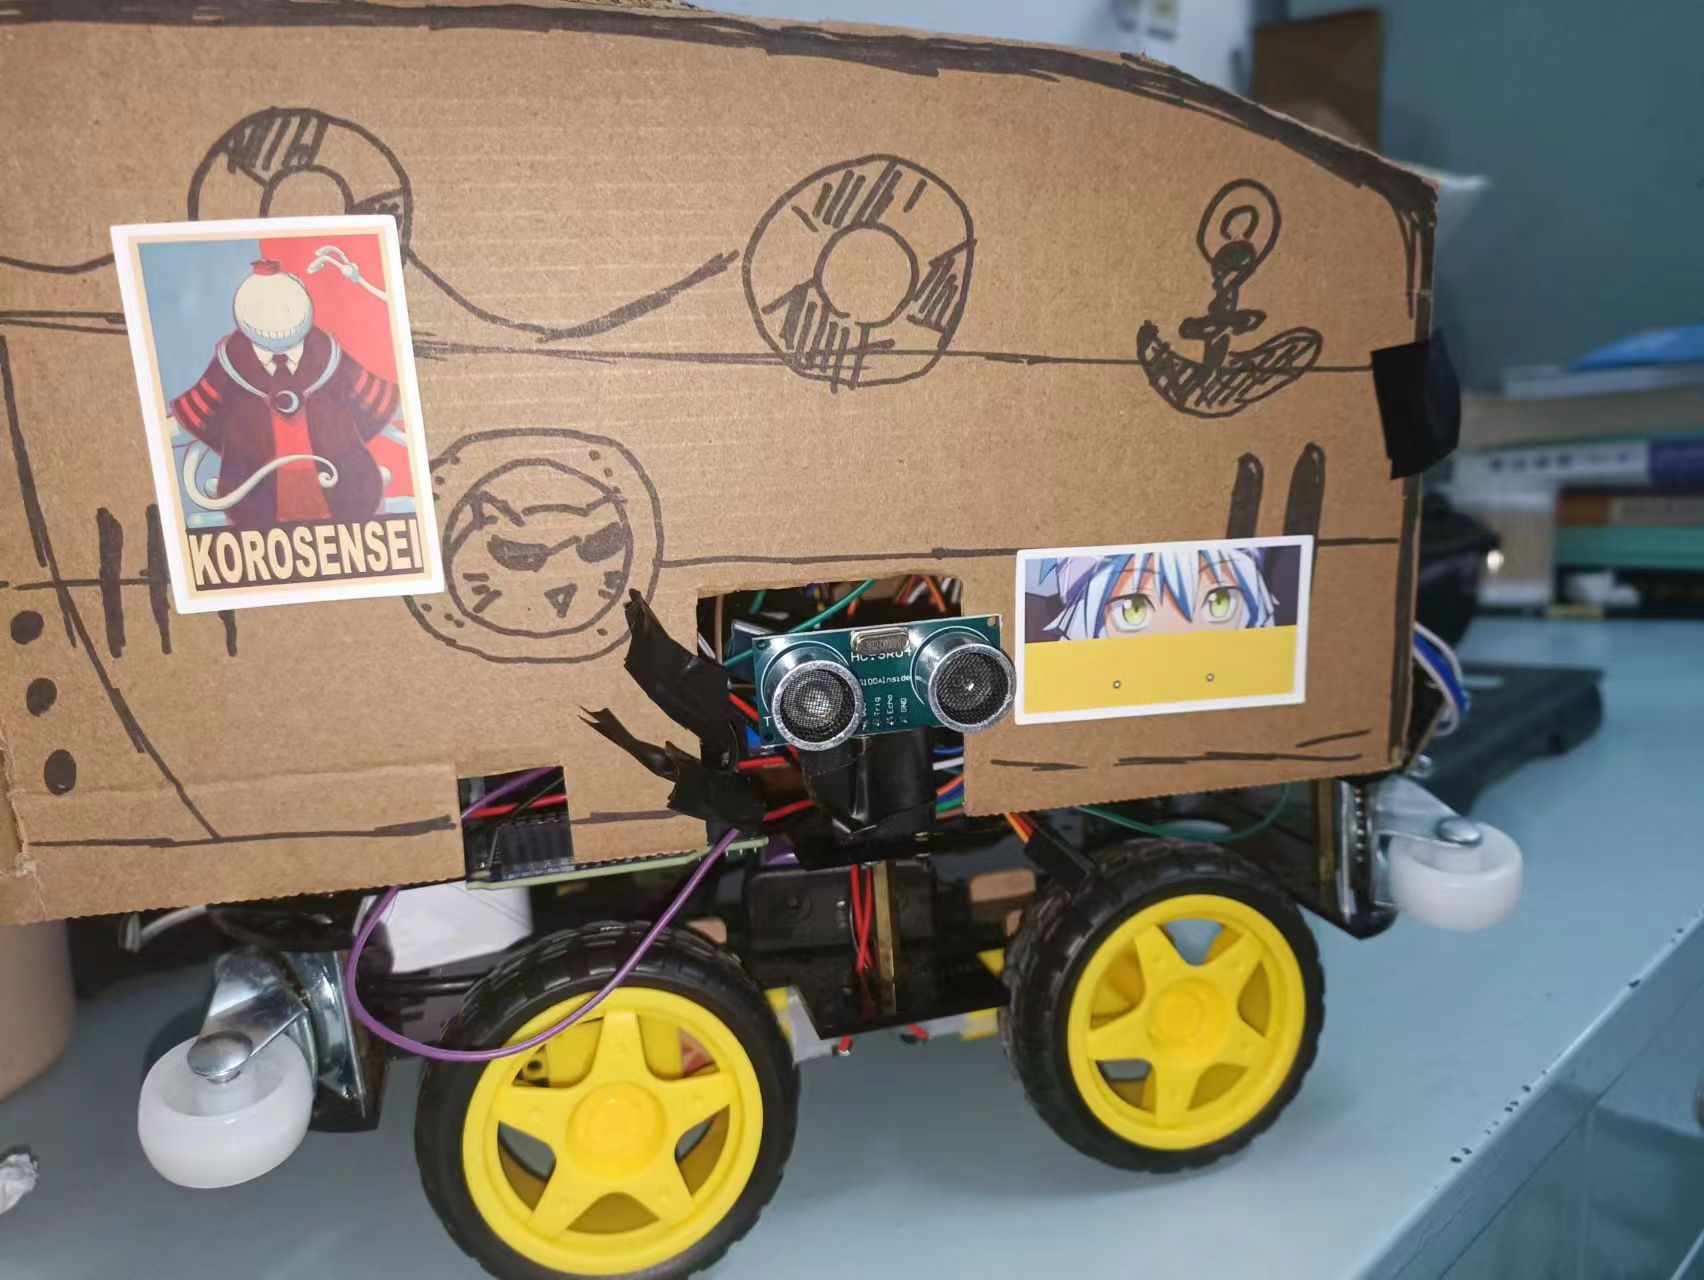 KOROSENSEI
HC-SR04
T
Trig
Echo
GND